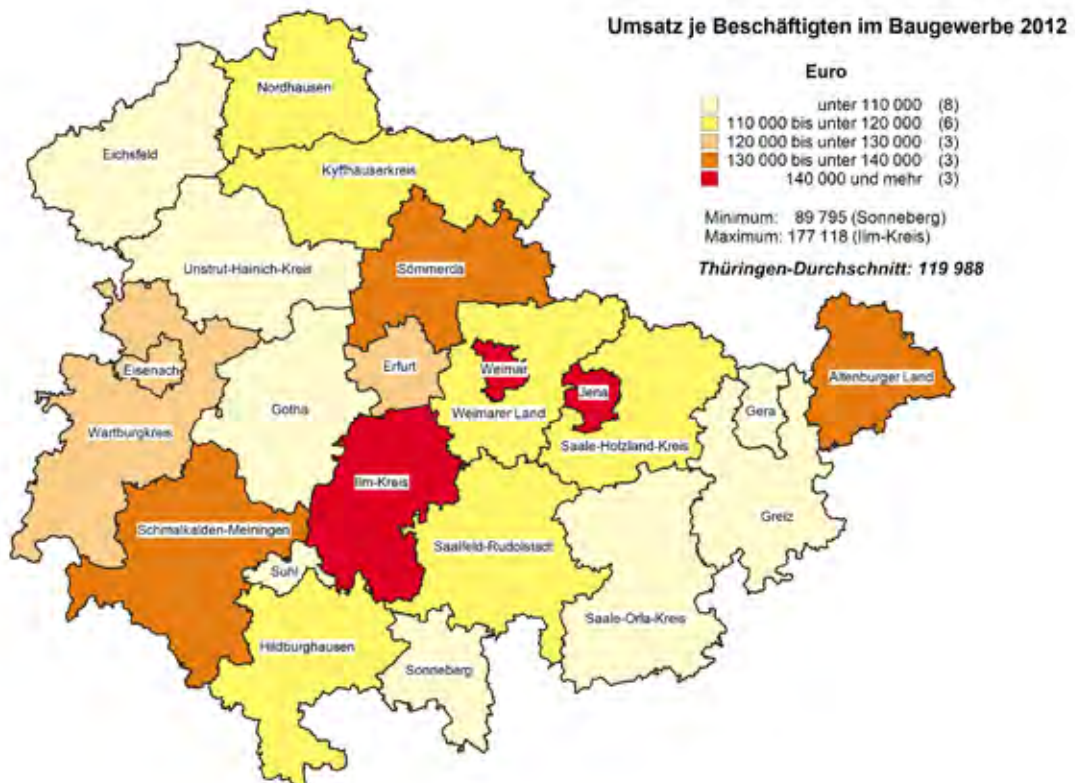 Umsatz je Beschäftigten im Baugewerbe 2012
Euro
unter 110 000 (8)
110 000 bis unter 120 000 (6)
120 000 bis unter 130 000 (3)
130 000 bis unter 140 000 (3)
140 000 und mehr (3)
Minimum: 89 795 (Sonneberg)
Maximum: 177 118 (Ilm-Kreis)
Thüringen-Durchschnitt: 119 988
Nordhausen
Eichsfeld
Kyffhäuserkreis
Unstrut-Hainich-Kreis
Sömmerda
Eisenach
Erfurt
Weimar
Jena
Altenburger Land
Gotha
Weimarer Land
Gera
Wartburgkreis
Saale-Holzland-Kreis
Ilm-Kreis
Greiz
Schmalkalden-Meiningen
Saalfeld-Rudolstadt
Suhl
Saale-Orla-Kreis
Hildburghausen
Sonneberg